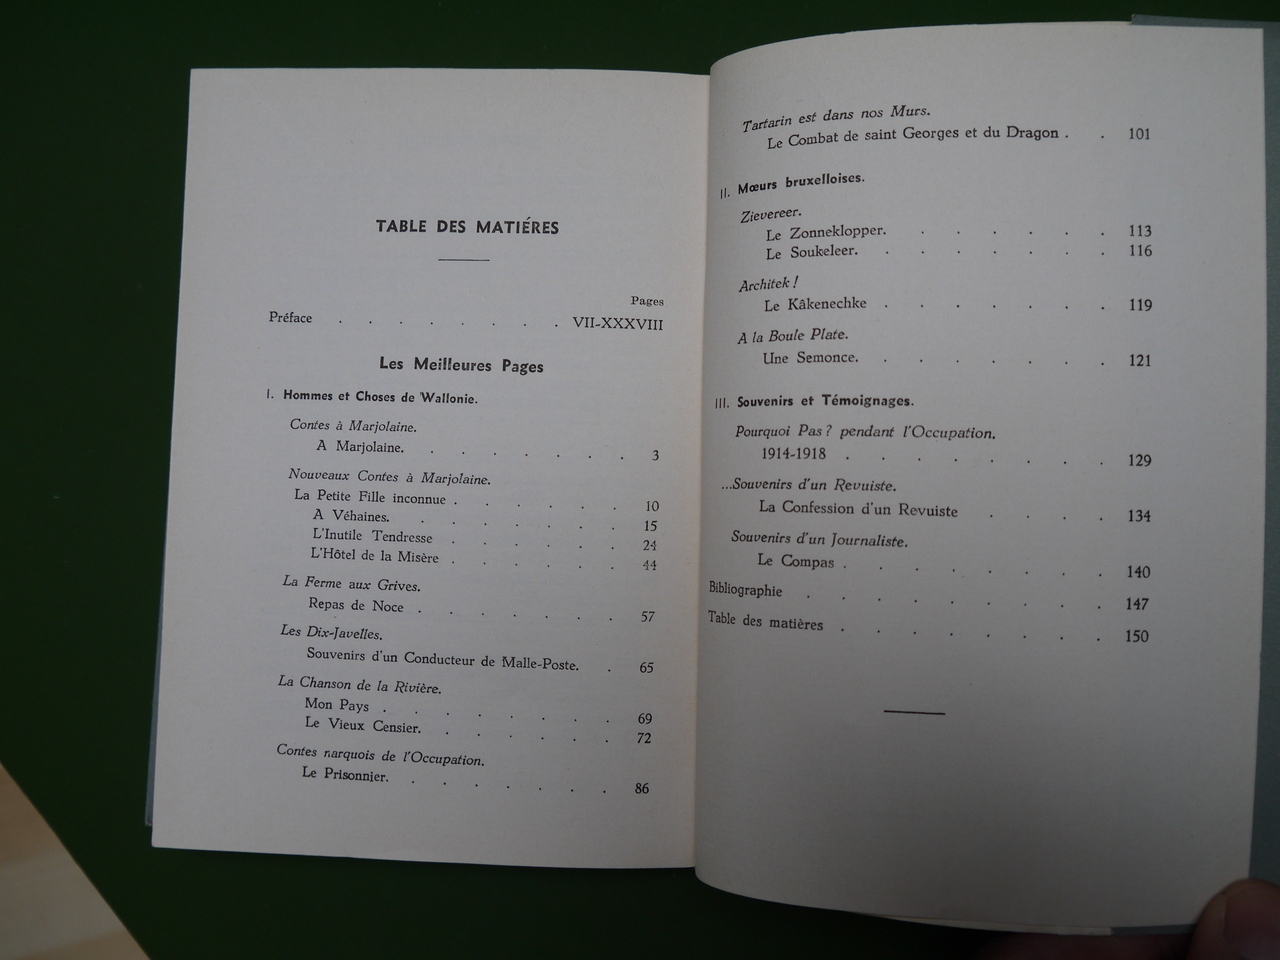 TABLE DES MATIÉRES
Pages
Préface . . . . . . . . VII-XXXVIII
Les Meilleures Pages
I. Hommes et Choses de Wallonie.
Contes à Marjolaine.
A Marjolaine. . . . . . . . 3
Nouveaux Contes à Marjolaine.
La Petite Fille inconnue . . . . . . 10
A Véhaines. . . . . . . 15
L'Inutile Tendresse . . . . . . 24
L'Hôtel de la Misère . . . . . . 44
La Ferme aux Grives.
Repas de Noce . . . . . . 57
Les Dix-Javelles.
Souvenirs d'un Conducteur de Malle-Poste. . 65
La Chanson de la Rivière.
Mon Pays . . . . . . . 69
Le Vieux Censier. . . . . . . 72
Contes narquois de l'Occupation.
Le Prisonnier. . . . . . . 86
Tartarin est dans nos Murs.
Le Combat de saint Georges et du Dragon . . 101
II. Mœurs bruxelloises.
Zievereer.
Le Zonneklopper. . . . . . . 113
Le Soukeleer. . . . . . . . 116
Architek !
Le Kâkenechke . . . . . . . 119
A la Boule Plate.
Une Semonce. . . . . . . . 121
III. Souvenirs et Témoignages.
Pourquoi Pas ? pendant l'Occupation.
1914-1918 . . . . . . . 129
...Souvenirs d'un Revuiste.
La Confession d'un Revuiste . . . . 134
Souvenirs d'un Journaliste.
Le Compas . . . . . . . 140
Bibliographie . . . . . . . . 147
Table des matières . . . . . . . . 150